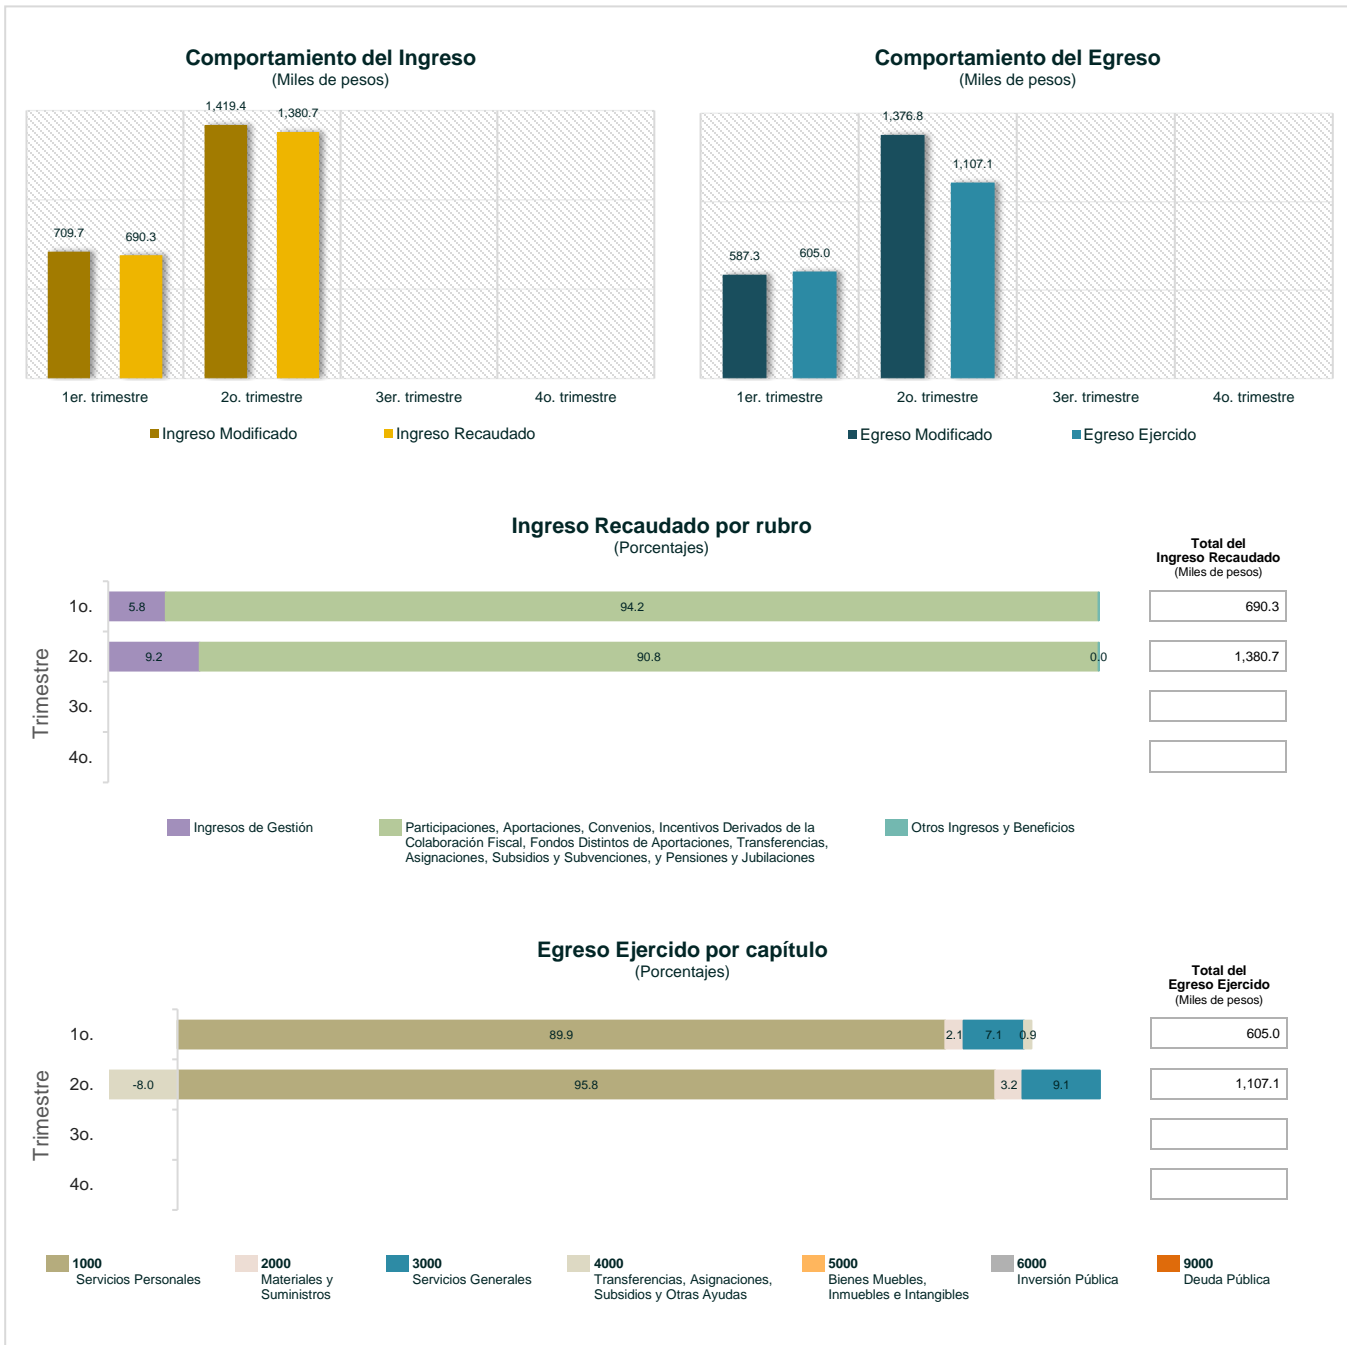 Comportamiento del Ingreso
(Miles de pesos)
1,419.4
1,380.7
709.7
690.3
1er. trimestre
2o. trimestre
3er. trimestre
4o. trimestre
Ingreso Modificado
Ingreso Recaudado
Comportamiento del Egreso
(Miles de pesos)
1,376.8
1,107.1
587.3
605.0
1er. trimestre
2o. trimestre
3er. trimestre
4o. trimestre
Egreso Modificado
Egreso Ejercido
Ingreso Recaudado por rubro
(Porcentajes)
Total del
Ingreso Recaudado
(Miles de pesos)
Trimestre
1o.
5.8
94.2
690.3
2o.
9.2
90.8
0.0
1,380.7
3o.
4o.
Ingresos de Gestión
Participaciones, Aportaciones, Convenios, Incentivos Derivados de la
Colaboración Fiscal, Fondos Distintos de Aportaciones, Transferencias,
Asignaciones, Subsidios y Subvenciones, y Pensiones y Jubilaciones
Otros Ingresos y Beneficios
Egreso Ejercido por capítulo
(Porcentajes)
Total del
Egreso Ejercido
(Miles de pesos)
Trimestre
1o.
89.9
2.1
7.1
0.9
605.0
2o.
-8.0
95.8
3.2
9.1
1,107.1
3o.
4o.
1000
Servicios Personales
2000
Materiales y
Suministros
3000
Servicios Generales
4000
Transferencias, Asignaciones,
Subsidios y Otras Ayudas
5000
Bienes Muebles,
Inmuebles e Intangibles
6000
Inversión Pública
9000
Deuda Pública